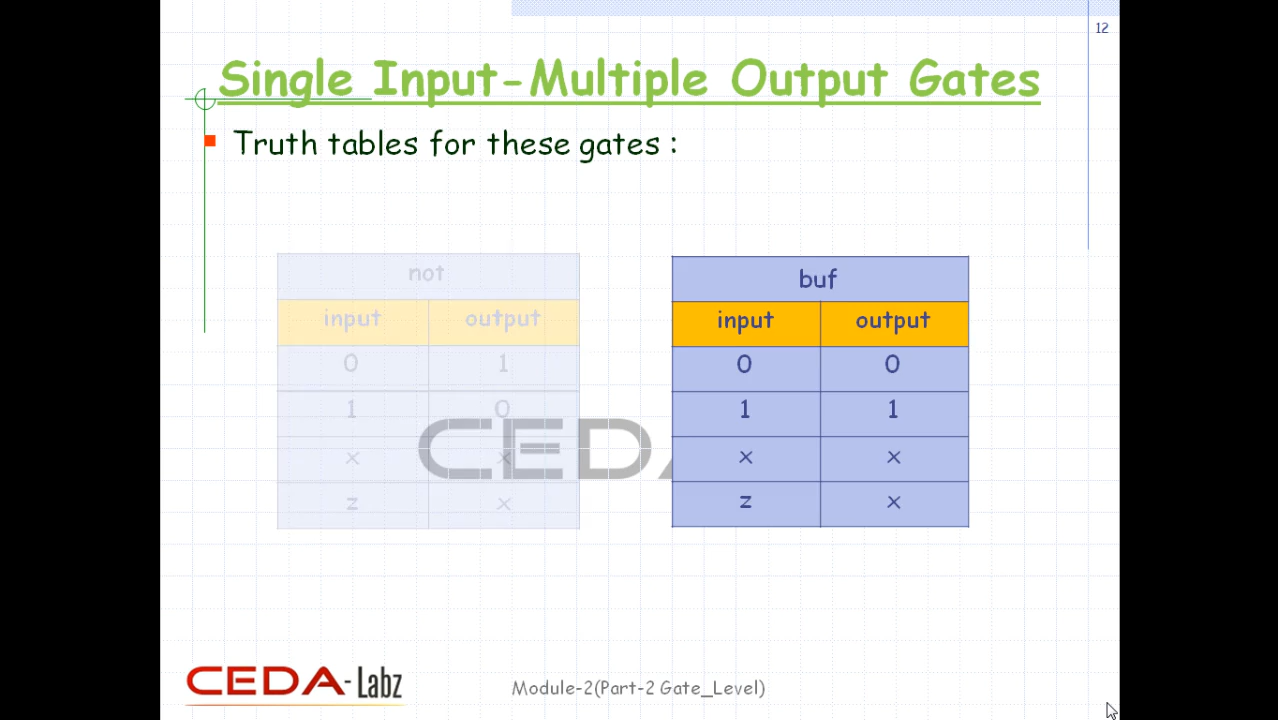 12
Single Input-Multiple Output Gates
Truth tables for these gates :
not
input output
0 1
1 0
x x
z x
buf
input output
0 0
1 1
x x
z x
CEDA
CEDA-Labz
Module-2(Part-2 Gate_Level)